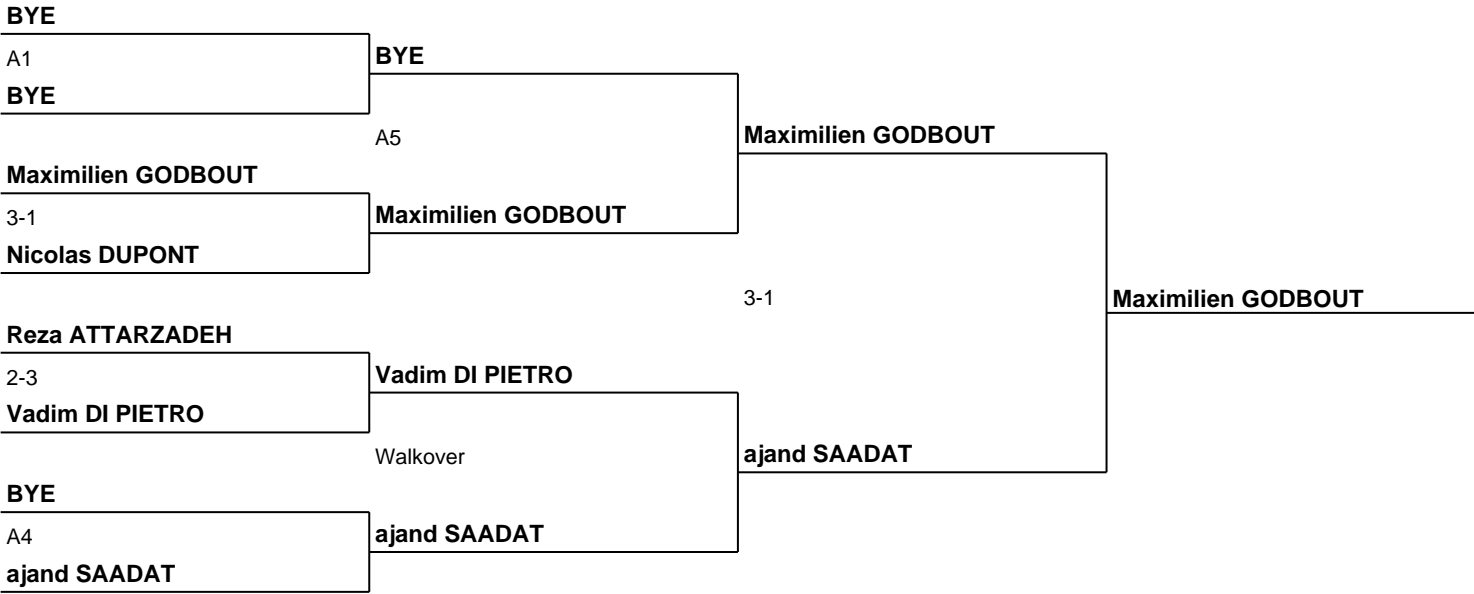 BYE
A1
BYE
BYE
A5
Maximilien GODBOUT
Maximilien GODBOUT
3-1
Maximilien GODBOUT
Nicolas DUPONT
3-1
Maximilien GODBOUT
Reza ATTARZADEH
2-3
Vadim DI PIETRO
Vadim DI PIETRO
Walkover
ajand SAADAT
BYE
A4
ajand SAADAT
ajand SAADAT